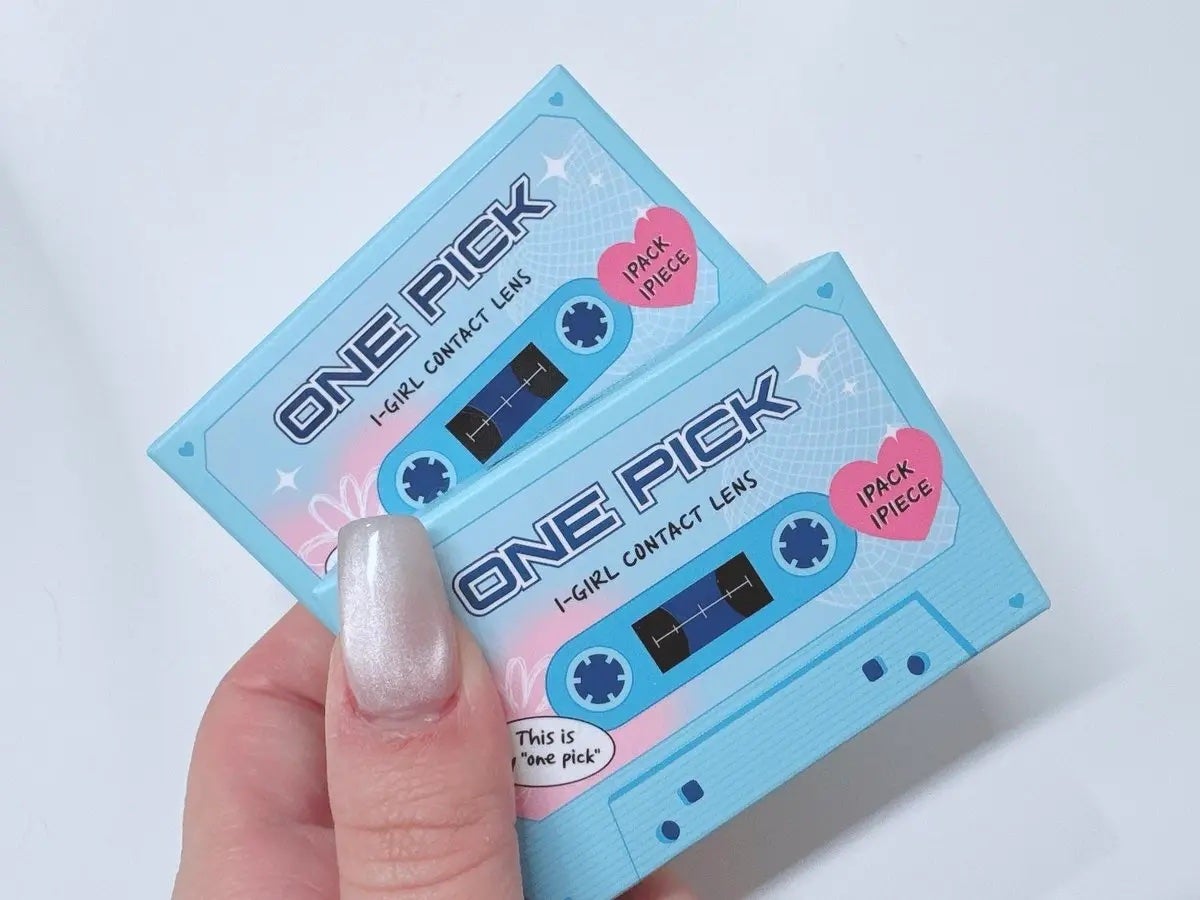 ONE PICK
I-GIRL CONTACT LENS
1PACK
1PIECE
ONE PICK
I-GIRL CONTACT LENS
1PACK
1PIECE
This is
"one pick"